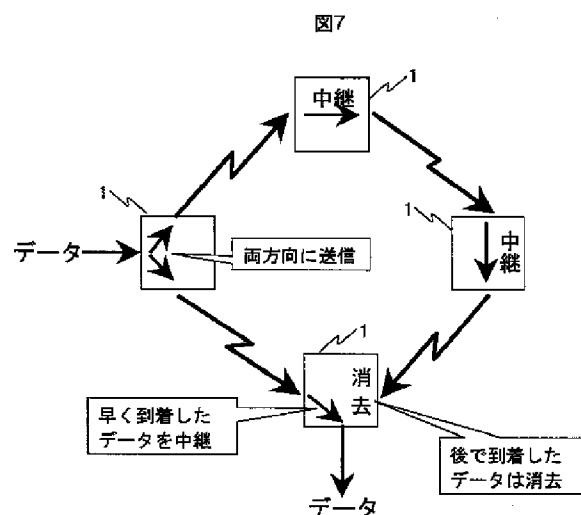 図7
1
中継
1
データ
両方向に送信
1
中継
1
消去
早く到着した
データを中継
後で到着した
データは消去
データ